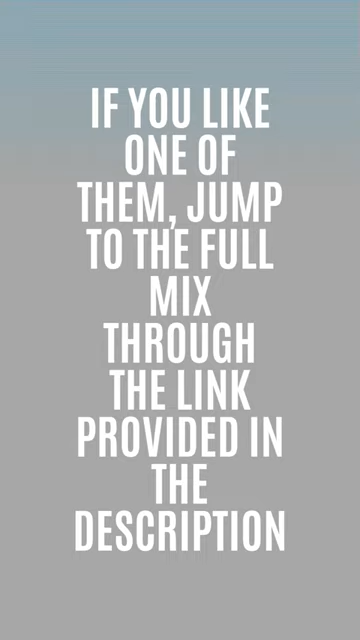 IF YOU LIKE
ONE OF
THEM, JUMP
TO THE FULL
MIX
THROUGH
THE LINK
PROVIDED IN
THE
DESCRIPTION